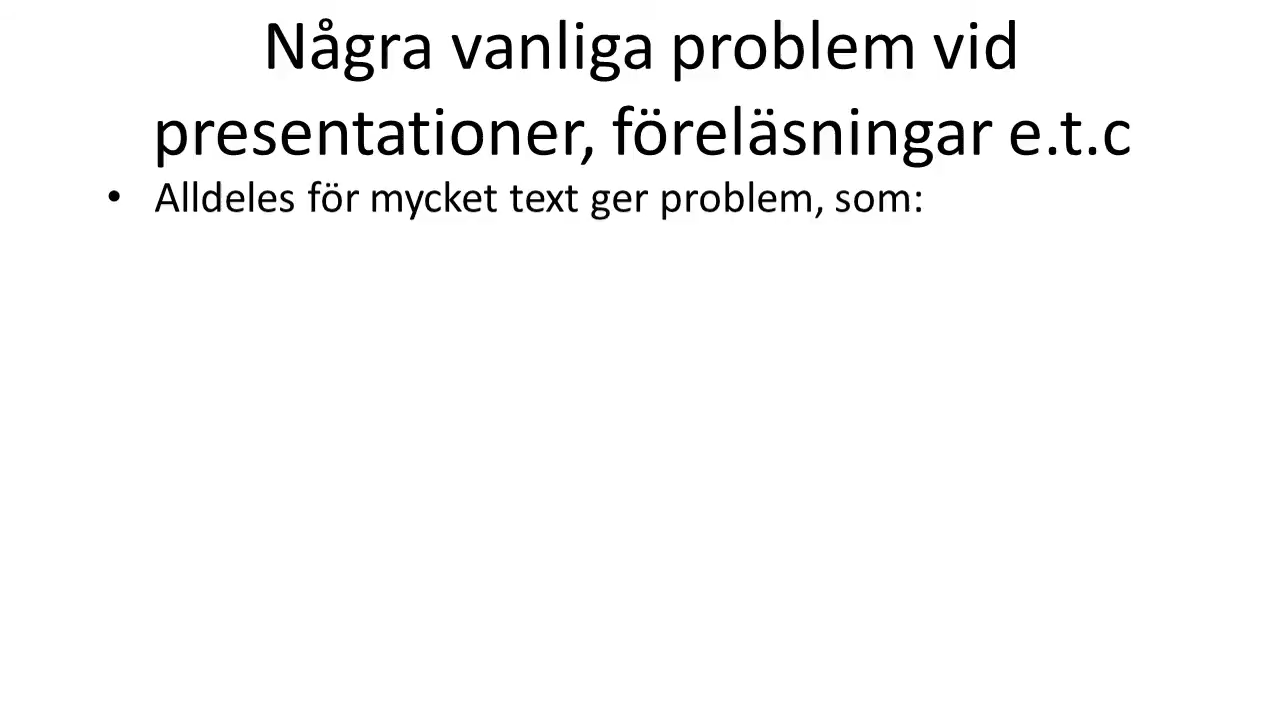 Några vanliga problem vid
presentationer, föreläsningar e.t.c
• Alldeles för mycket text ger problem, som: